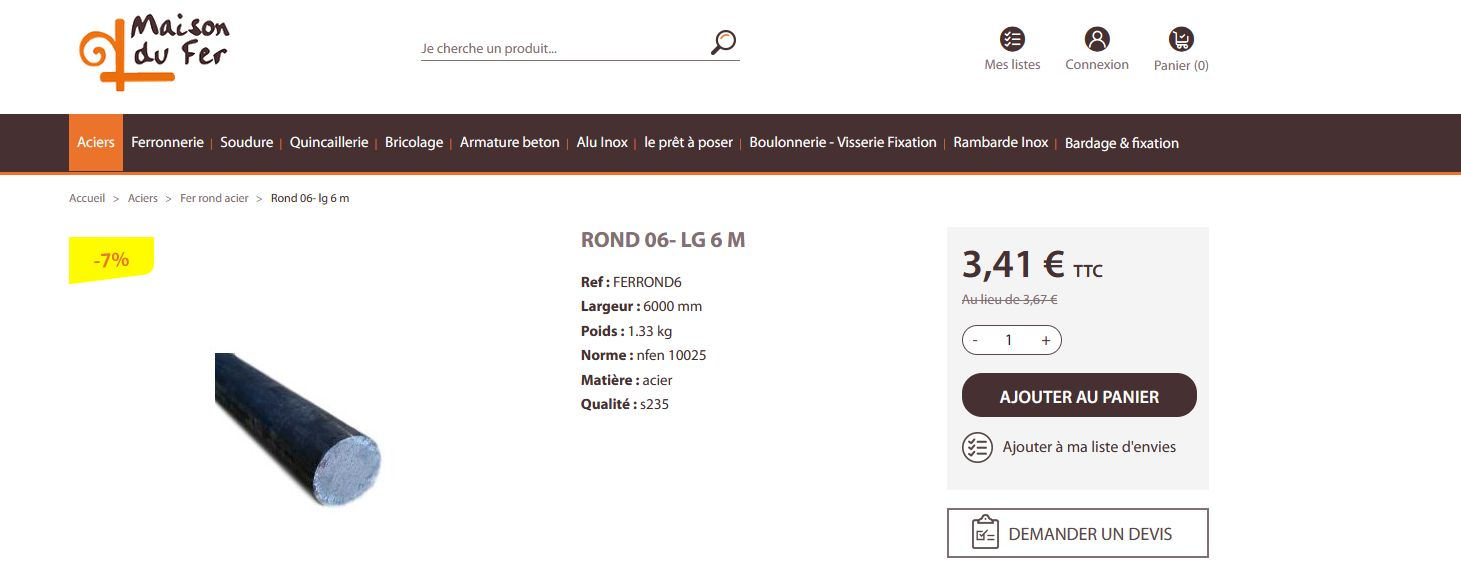 Maison
du Fer
Je cherche un produit...
Mes listes
Connexion
Panier (0)
Aciers Ferronnerie | Soudure | Quincaillerie | Bricolage | Armature beton | Alu Inox | le prêt à poser | Boulonnerie - Visserie Fixation | Rambarde Inox | Bardage & fixation
Accueil > Aciers > Fer rond acier > Rond 06- lg 6 m
-7%
ROND 06- LG 6 M
Ref : FERROND6
Largeur : 6000 mm
Poids : 1.33 kg
Norme : nfen 10025
Matière : acier
Qualité : s235
3,41 € TTC
Au lieu de 3,67 €
- 1 +
AJOUTER AU PANIER
Ajouter à ma liste d'envies
DEMANDER UN DEVIS